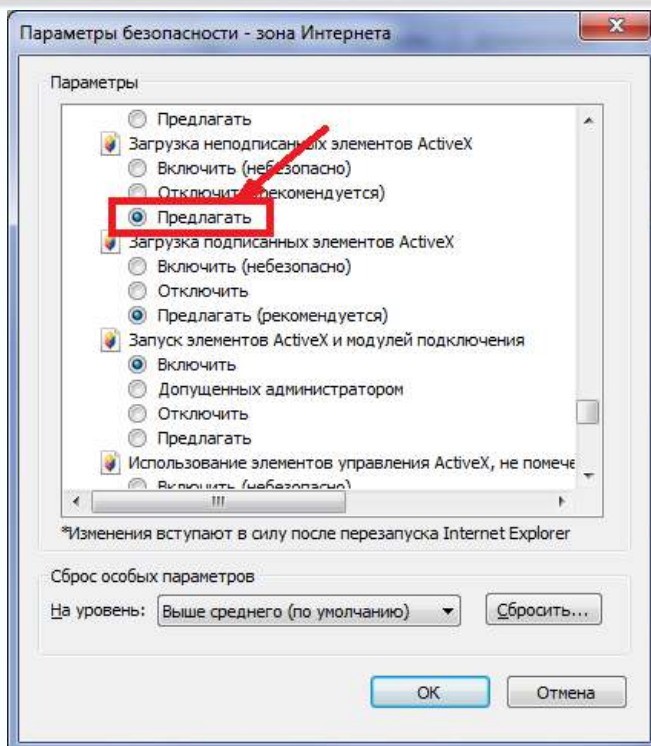 Параметры безопасности - зона Интернета
Параметры
Предлагать
Загрузка неподписанных элементов ActiveX
Включить (небезопасно)
Отключить (рекомендуется)
Предлагать
Загрузка подписанных элементов ActiveX
Включить (небезопасно)
Отключить
Предлагать (рекомендуется)
Запуск элементов ActiveX и модулей подключения
Включить
Допущенных администратором
Отключить
Предлагать
Использование элементов управления ActiveX, не помече
Включить (небезопасно)
*Изменения вступают в силу после перезапуска Internet Explorer
Сброс особых параметров
На уровень: Выше среднего (по умолчанию) Сбросить...
OK Отмена